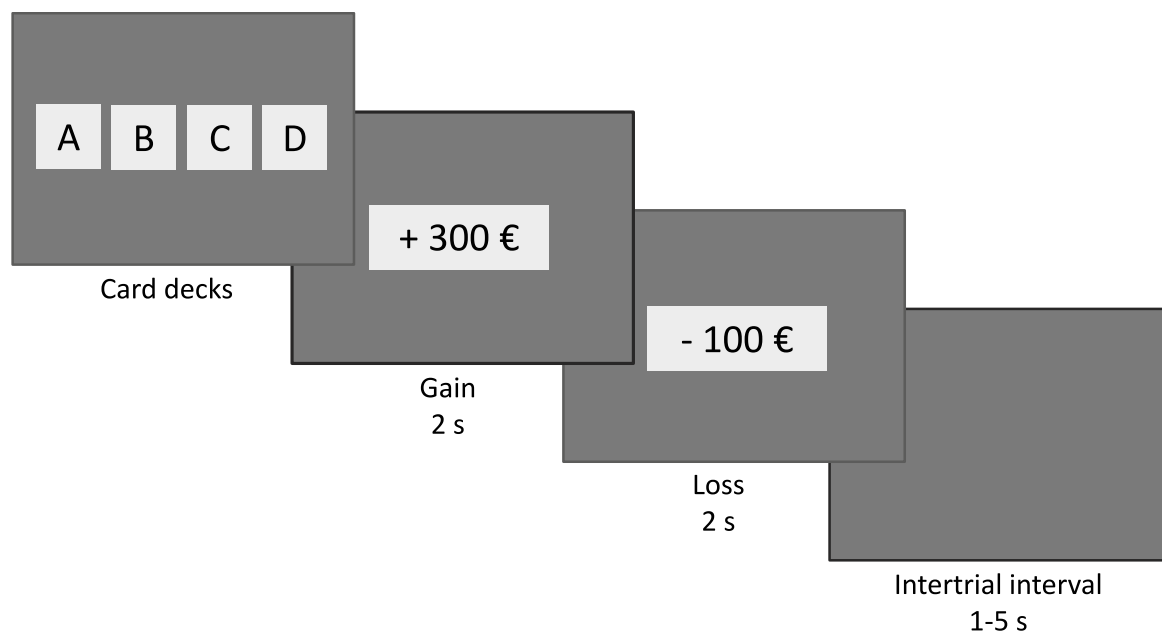 A B C D
Card decks
+ 300 €
Gain
2 s
- 100 €
Loss
2 s
Intertrial interval
1-5 s